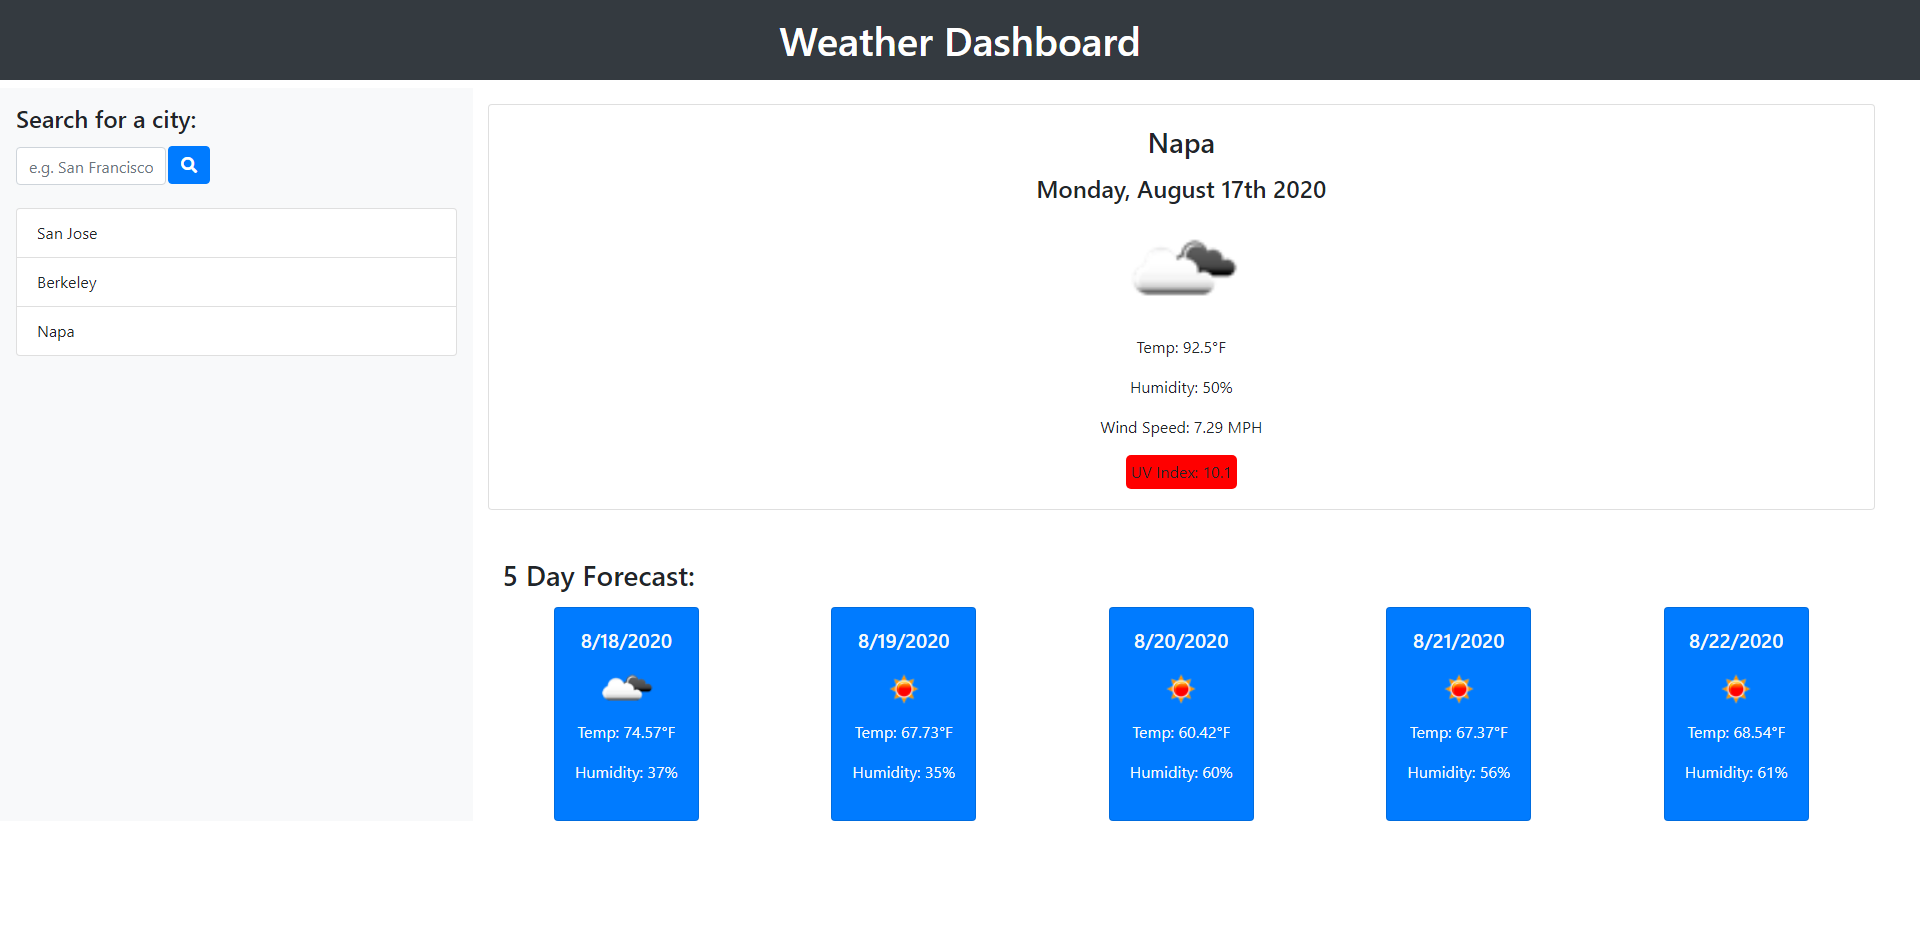 Weather Dashboard
Search for a city:
e.g. San Francisco
San Jose
Berkeley
Napa
Napa
Monday, August 17th 2020
Temp: 92.5°F
Humidity: 50%
Wind Speed: 7.29 MPH
UV Index: 10.1
5 Day Forecast:
8/18/2020
Temp: 74.57°F
Humidity: 37%
8/19/2020
Temp: 67.73°F
Humidity: 35%
8/20/2020
Temp: 60.42°F
Humidity: 60%
8/21/2020
Temp: 67.37°F
Humidity: 56%
8/22/2020
Temp: 68.54°F
Humidity: 61%